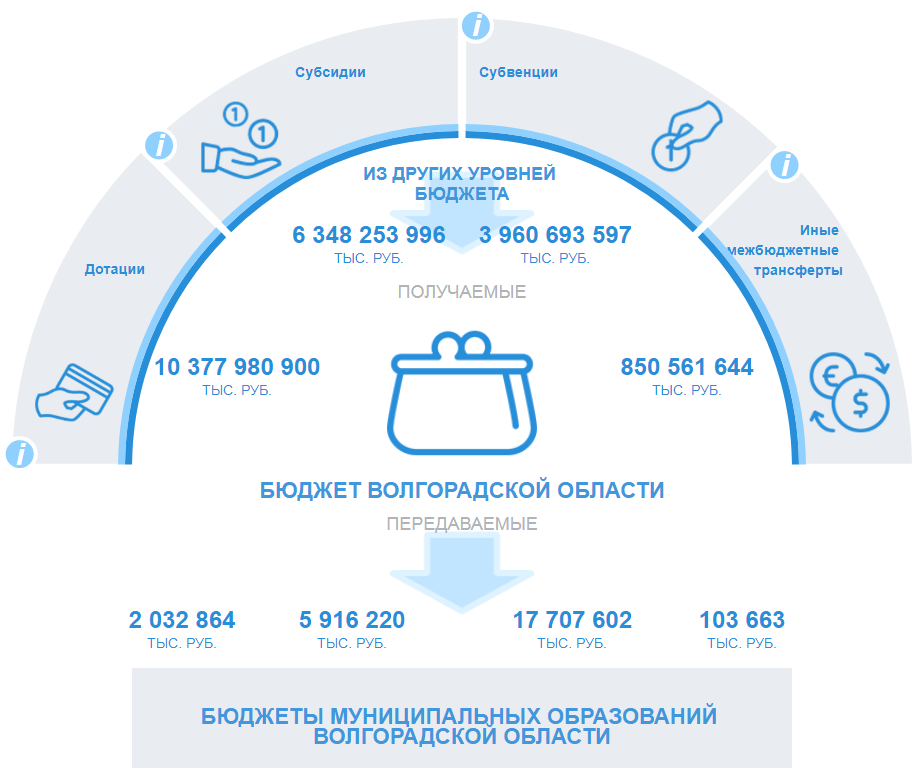 i
Субсидии
Субвенции
i
i
ИЗ ДРУГИХ УРОВНЕЙ
БЮДЖЕТА
Иные
межбюджетные
трансферты
Дотации
6 348 253 996
ТЫС. РУБ.
3 960 693 597
ТЫС. РУБ.
ПОЛУЧАЕМЫЕ
10 377 980 900
ТЫС. РУБ.
850 561 644
ТЫС. РУБ.
i
БЮДЖЕТ ВОЛГОРАДСКОЙ ОБЛАСТИ
ПЕРЕДАВАЕМЫЕ
2 032 864
ТЫС. РУБ.
5 916 220
ТЫС. РУБ.
17 707 602
ТЫС. РУБ.
103 663
ТЫС. РУБ.
БЮДЖЕТЫ МУНИЦИПАЛЬНЫХ ОБРАЗОВАНИЙ
ВОЛГОРАДСКОЙ ОБЛАСТИ